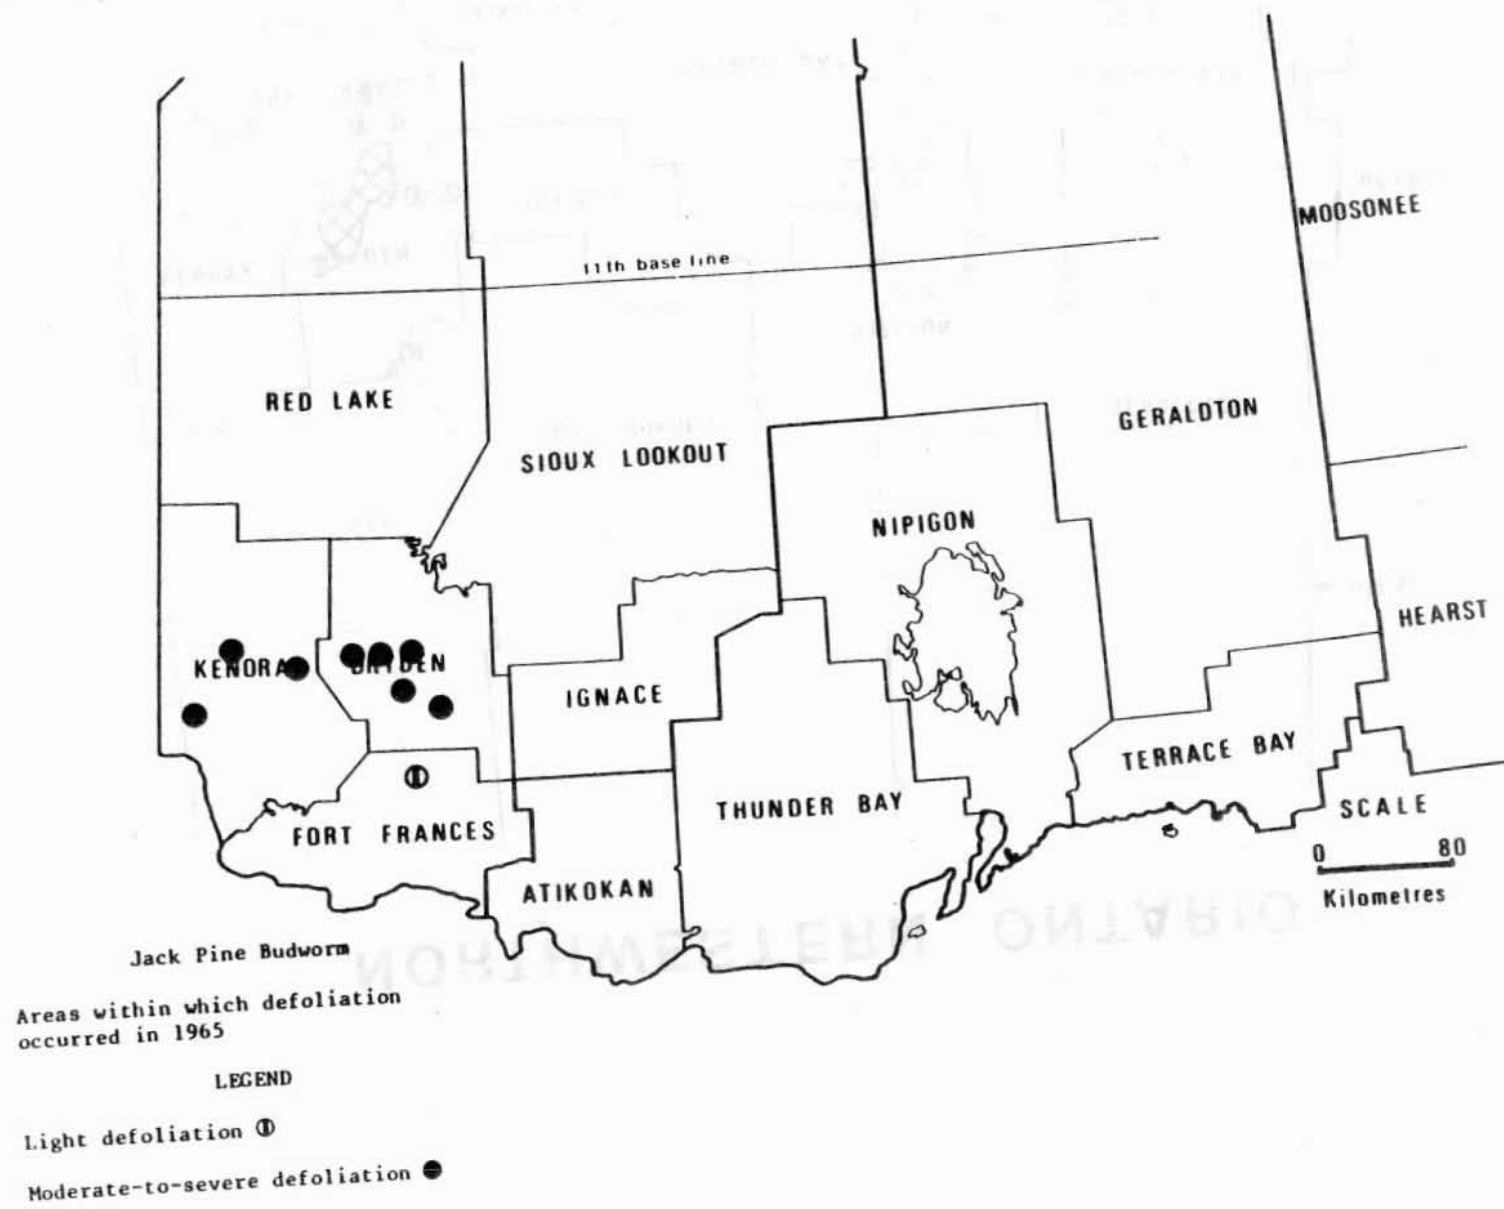 MOOSONEE
11th base line
RED LAKE
GERALDTON
SIOUX LOOKOUT
NIPIGON
HEARST
KENORA
DRYDEN
IGNACE
TERRACE BAY
THUNDER BAY
SCALE
FORT FRANCES
0 80
ATIKOKAN
Kilometres
NORTHWESTERN ONTARIO
Jack Pine Budworm
Areas within which defoliation
occurred in 1965
LEGEND
Light defoliation
Moderate-to-severe defoliation